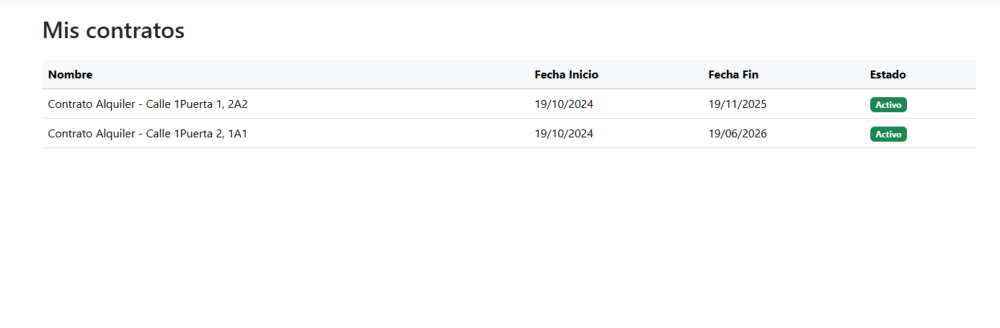 Mis contratos
Nombre Fecha Inicio Fecha Fin Estado
Contrato Alquiler - Calle 1Puerta 1, 2A2 19/10/2024 19/11/2025 Activo
Contrato Alquiler - Calle 1Puerta 2, 1A1 19/10/2024 19/06/2026 Activo